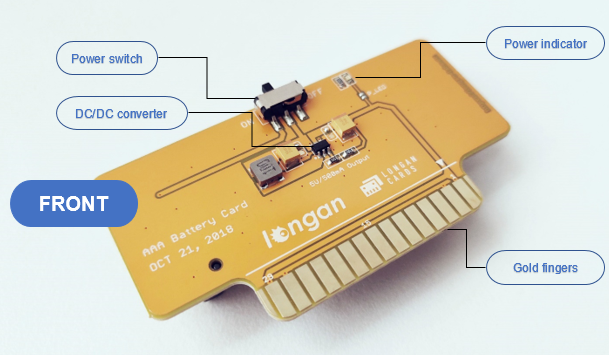 Power switch
Power indicator
DC/DC converter
OFF
ON
5V/500mA Output
LONGAN
CARDS
FRONT
longan
AAA Battery Card
OCT 21, 2018
20
Gold fingers